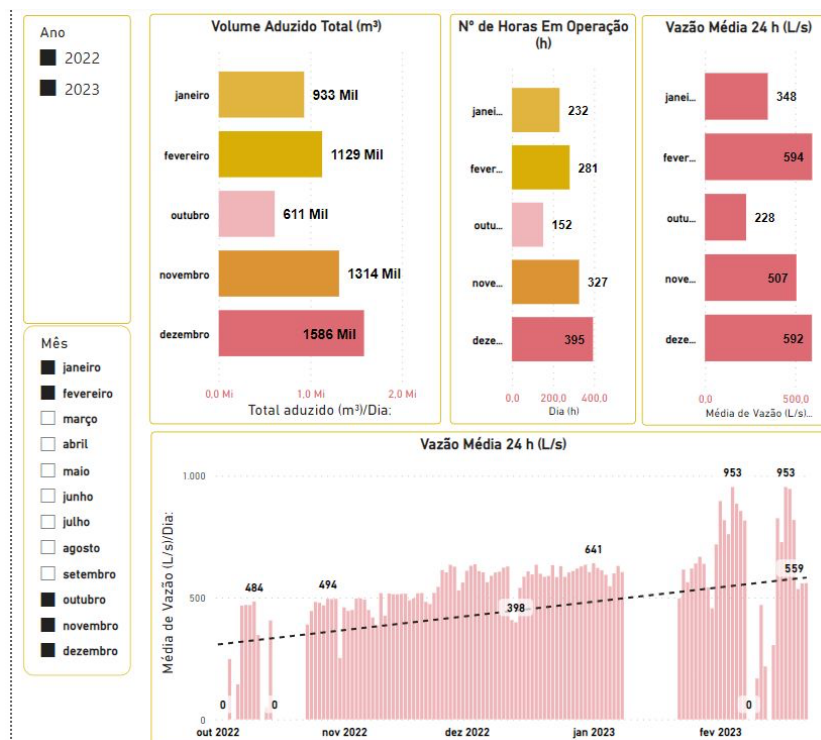 Ano
2022
2023
Mês
janeiro
fevereiro
março
abril
maio
junho
julho
agosto
setembro
outubro
novembro
dezembro
Volume Aduzido Total (m³)
janeiro
933 Mil
fevereiro
1129 Mil
outubro
611 Mil
novembro
1314 Mil
dezembro
1586 Mil
0,0 Mi 1,0 Mi 2,0 Mi
Total aduzido (m³)/Dia:
Nº de Horas Em Operação
(h)
janei...
232
fever...
281
outu...
152
nove...
327
deze...
395
0,0 200,0 400,0
Dia (h)
Vazão Média 24 h (L/s)
janei...
348
fever...
594
outu...
228
nove...
507
deze...
592
0,0 500,0
Média de Vazão (L/s)...
Vazão Média 24 h (L/s)
Média de Vazão (L/s)/Dia:
1.000
500
0
0
484
0
494
398
641
953
0
953
559
out 2022 nov 2022 dez 2022 jan 2023 fev 2023